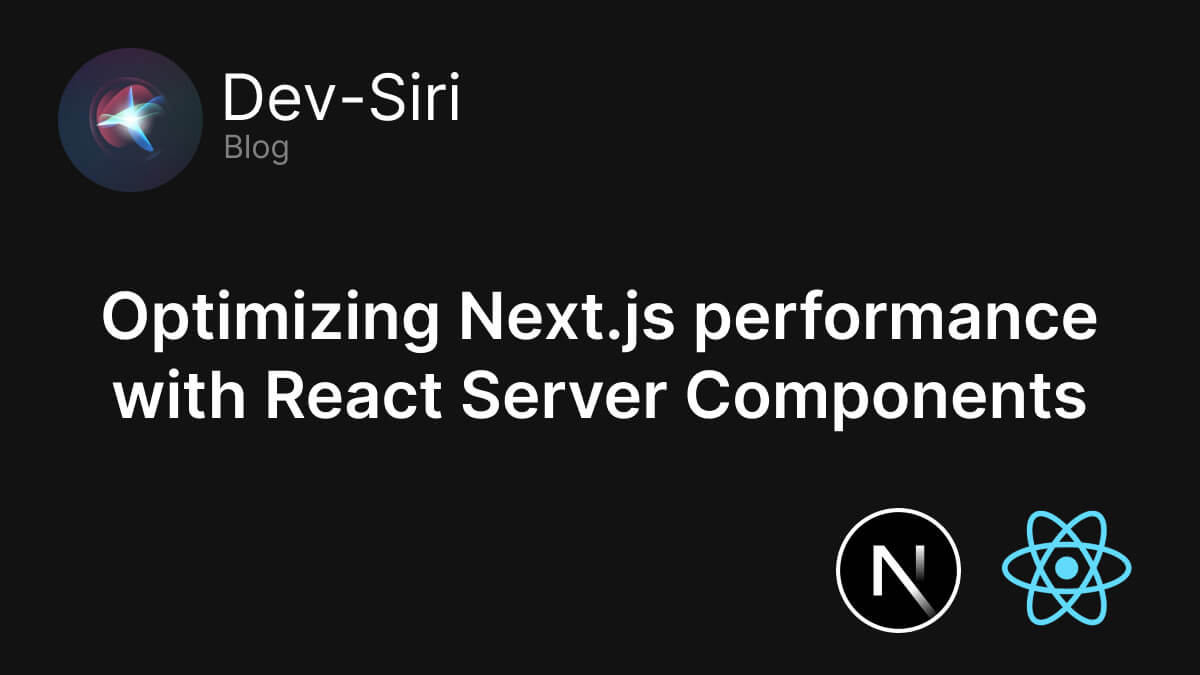 Dev-Siri
Blog
Optimizing Next.js performance
with React Server Components
N